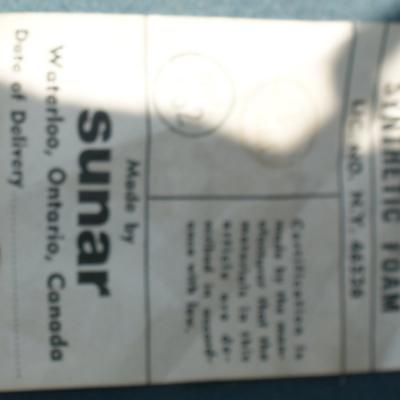 SYNTHETIC FOAM
LIC. NO. N.Y. 
Certification is
made by the man-
ufacturer that the
materials in this
article are de-
scribed in accord-
ance with law.
Made by
sunar
Waterloo, Ontario, Canada
Date of Delivery